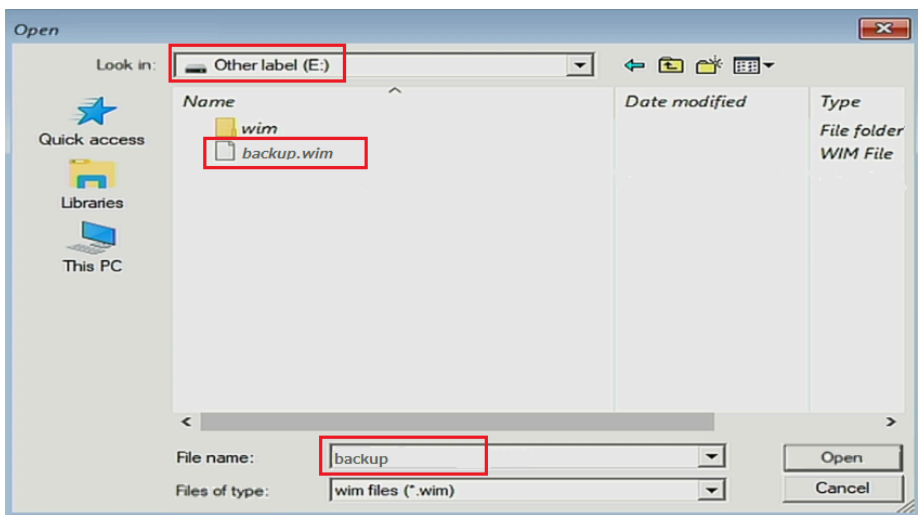 Open
Look in: Other label (E:)
Name Date modified Type
wim File folder
backup.wim WIM File
Quick access
Libraries
This PC
File name: backup Open
Files of type: wim files (*.wim) Cancel